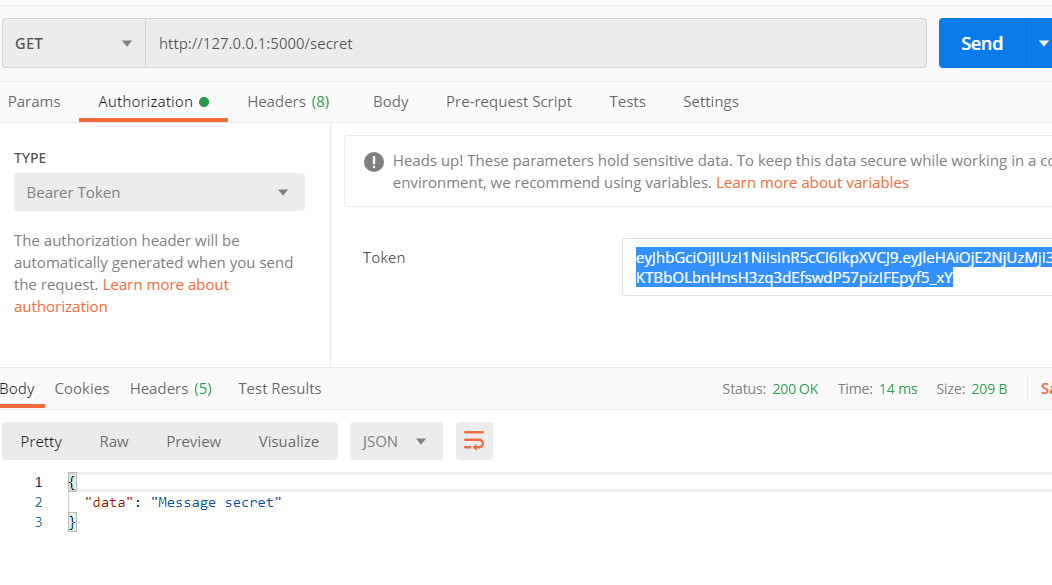 GET http://127.0.0.1:5000/secret Send
Params Authorization Headers (8) Body Pre-request Script Tests Settings
TYPE
Bearer Token
The authorization header will be
automatically generated when you send
the request. Learn more about
authorization
Heads up! These parameters hold sensitive data. To keep this data secure while working in a co
environment, we recommend using variables. Learn more about variables
Token
eyJhbGciOiJIUzI1NiIsInR5cCI6IkpXVCJ9.eyJleHAiOjE2NjUzMjI3
KTBbOLbnHnsH3zq3dEfswdP57pizIFEpyf5_xY
Body Cookies Headers (5) Test Results Status: 200 OK Time: 14 ms Size: 209 B Sa
Pretty Raw Preview Visualize JSON
1 {
2 "data": "Message secret"
3 }